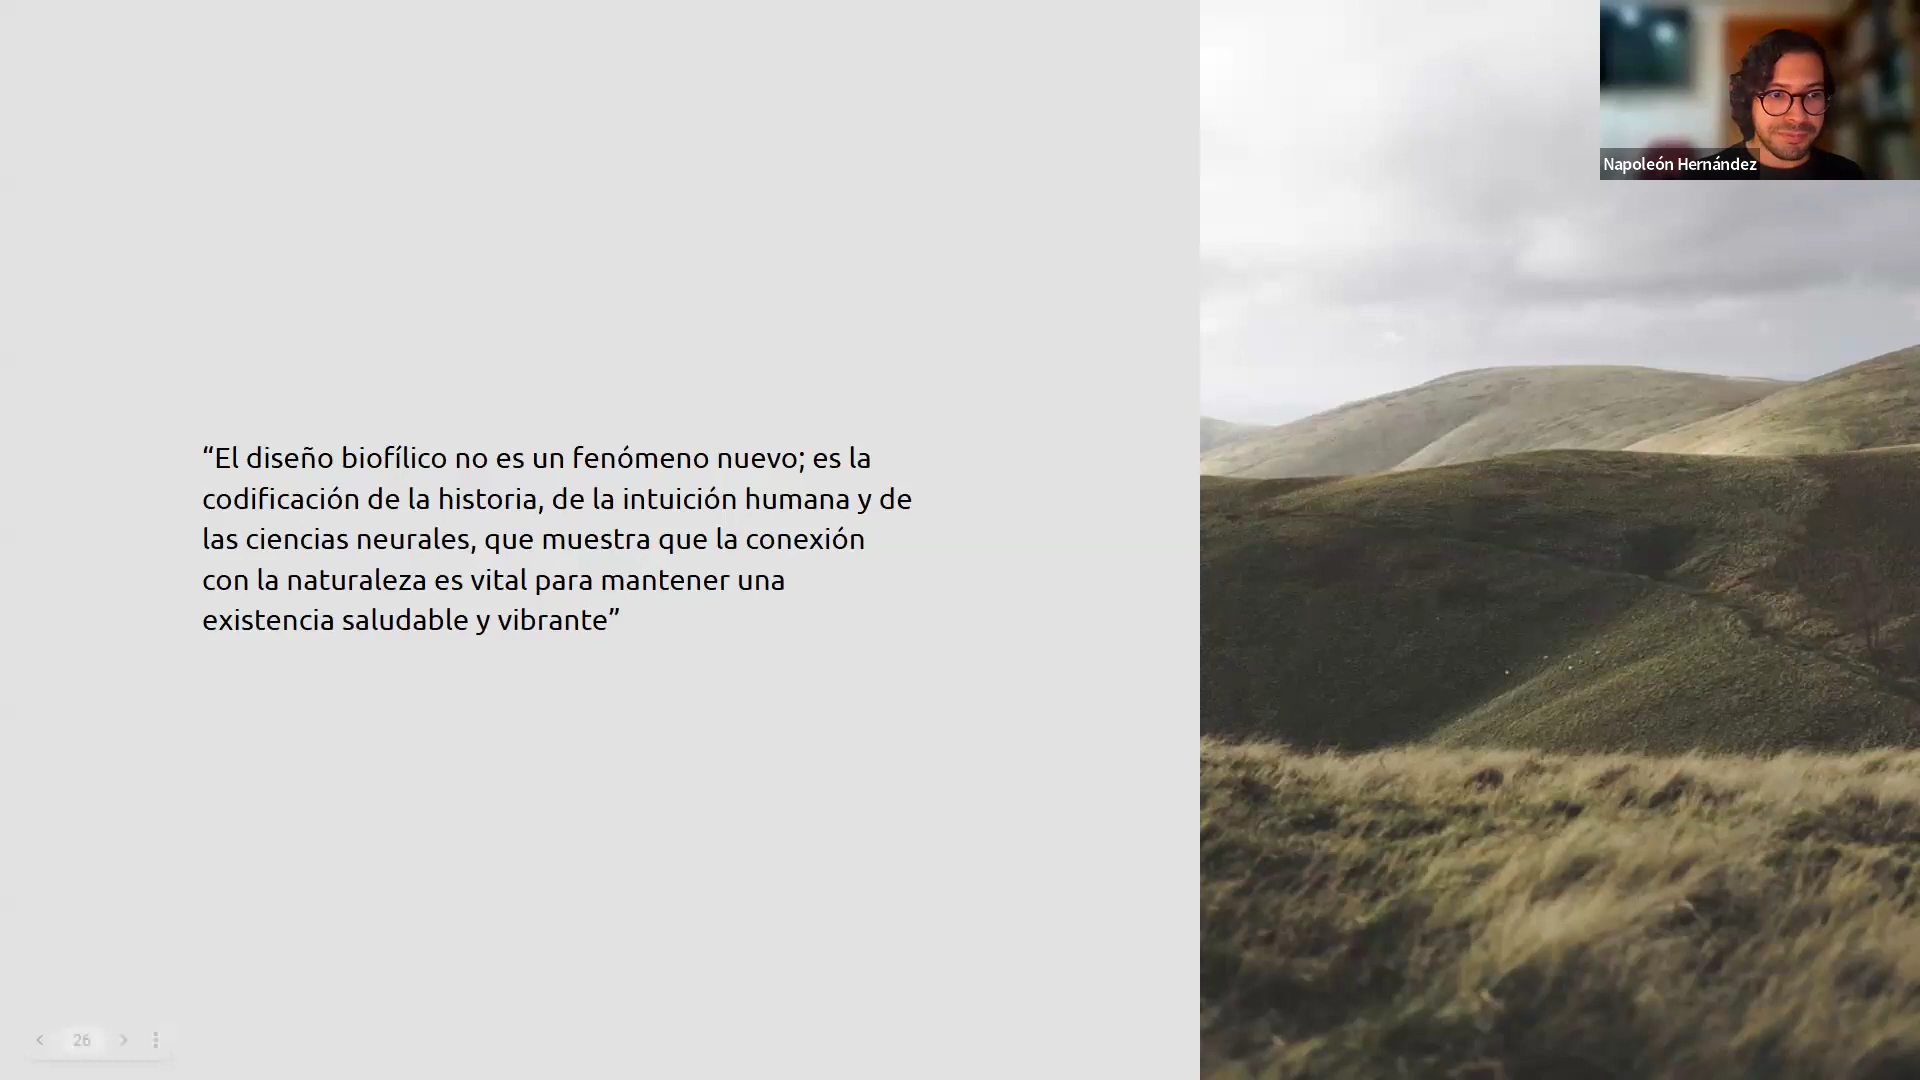 Napoleón Hernández
“El diseño biofílico no es un fenómeno nuevo; es la
codificación de la historia, de la intuición humana y de
las ciencias neurales, que muestra que la conexión
con la naturaleza es vital para mantener una
existencia saludable y vibrante”
26